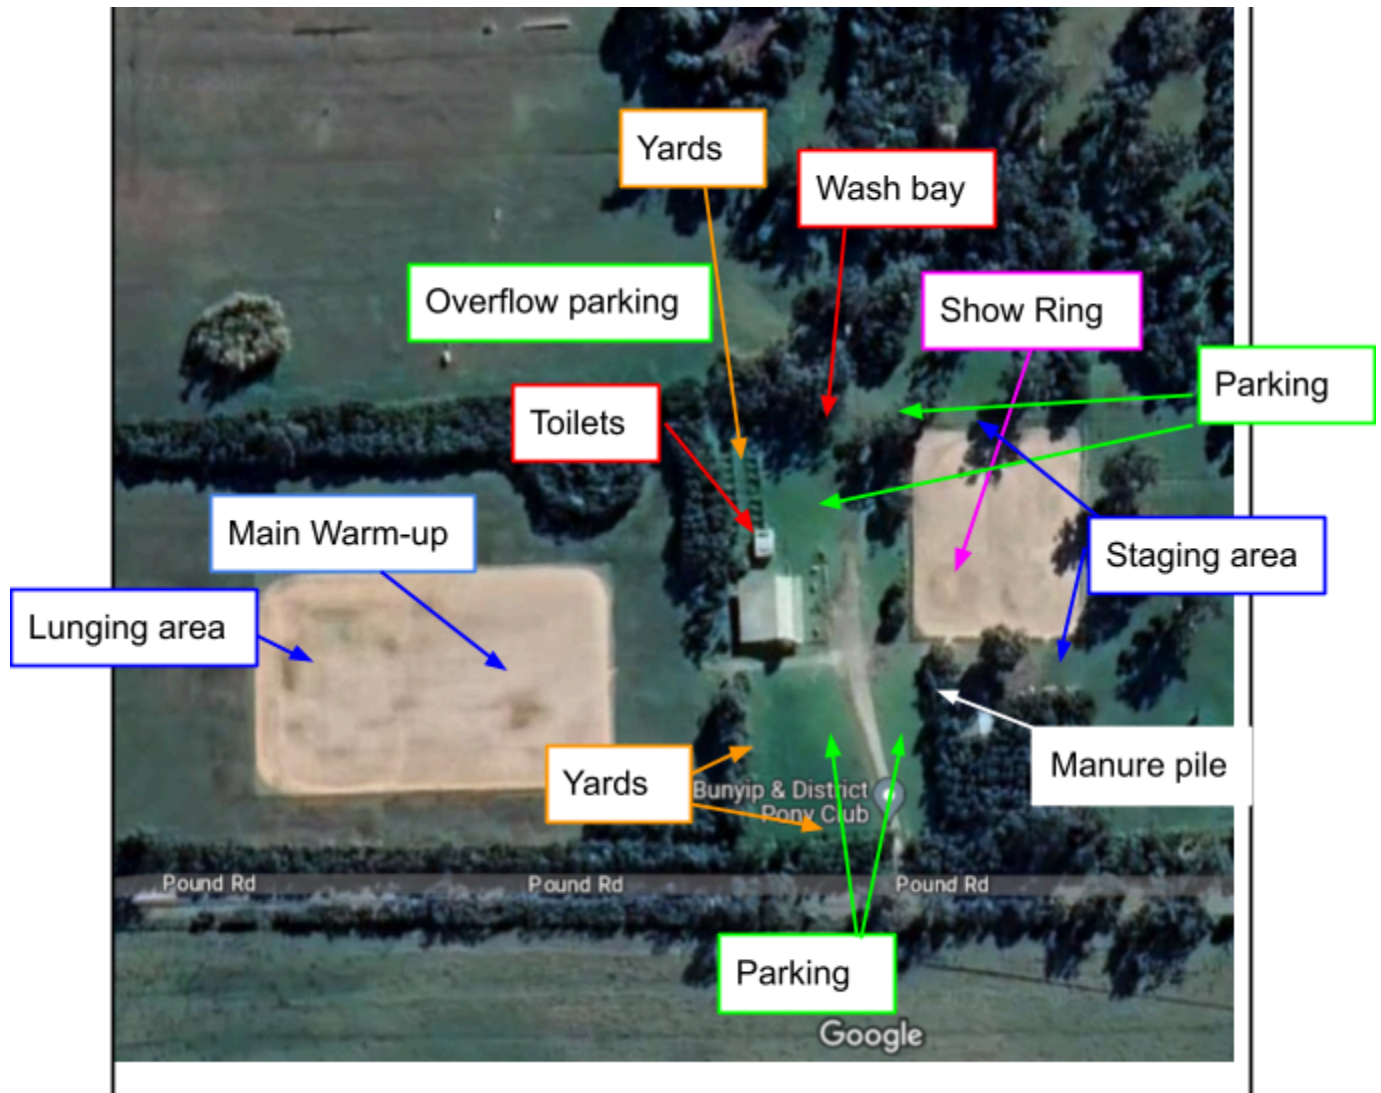 Yards
Wash bay
Overflow parking
Show Ring
Parking
Toilets
Main Warm-up
Staging area
Lunging area
Manure pile
Yards
Bunyip & District
Pony Club
Pound Rd
Pound Rd
Pound Rd
Parking
Google